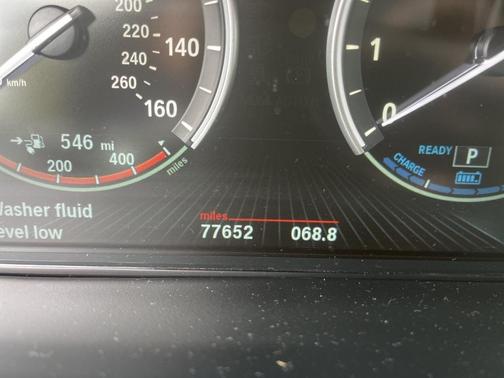 200
220
240
260
km/h
140
160
546 mi
200
400
miles
Washer fluid
level low
miles
77652 068.8
1
0
READY P
CHARGE